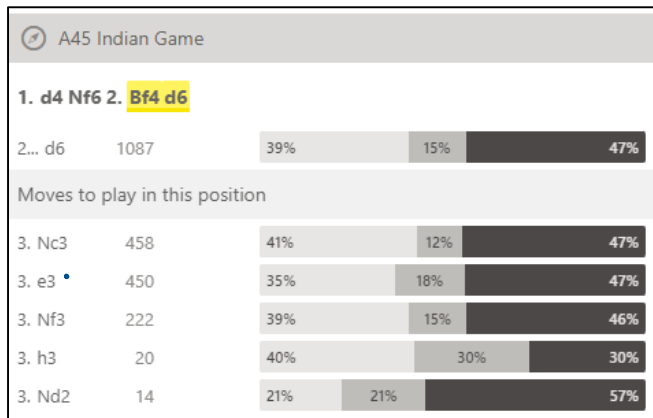 A45 Indian Game
1. d4 Nf6 2. Bf4 d6
2... d6 1087 39% 15% 47%
Moves to play in this position
3. Nc3 458 41% 12% 47%
3. e3 450 35% 18% 47%
3. Nf3 222 39% 15% 46%
3. h3 20 40% 30% 30%
3. Nd2 14 21% 21% 57%